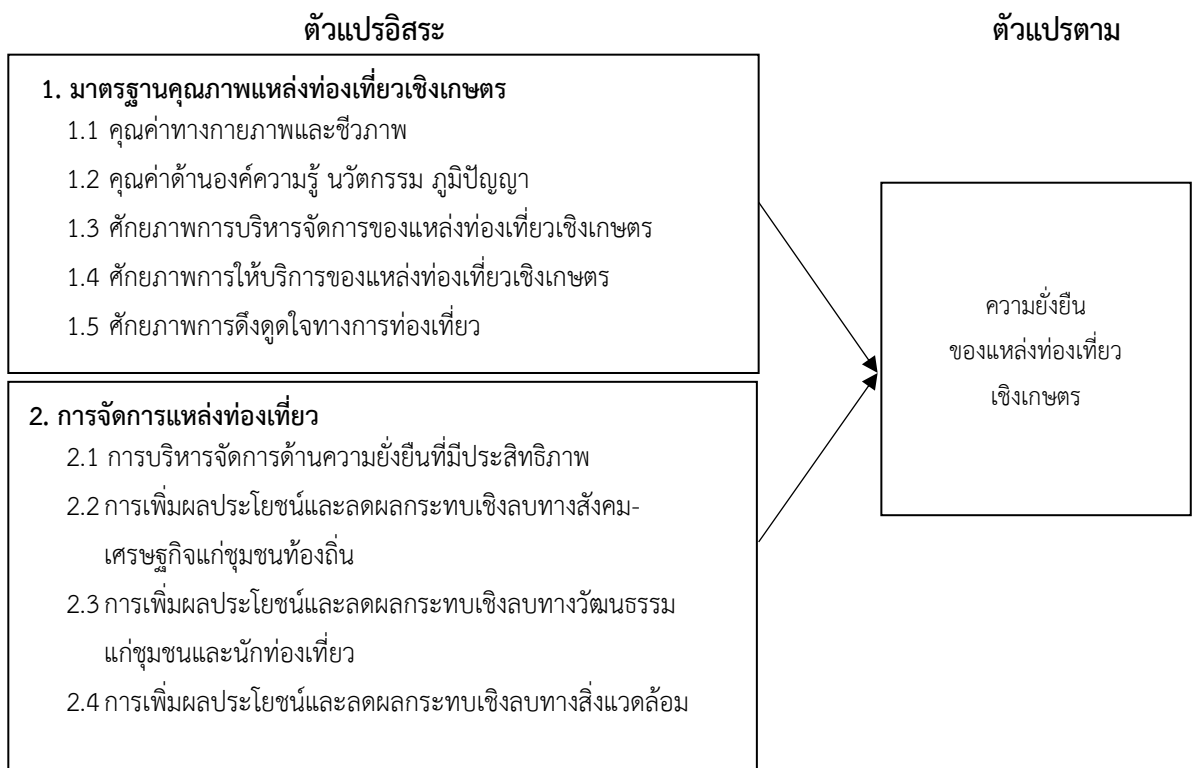 ตัวแปรอิสระ
ตัวแปรตาม
1. มาตรฐานคุณภาพแหล่งท่องเที่ยวเชิงเกษตร
1.1 คุณค่าทางกายภาพและชีวภาพ
1.2 คุณค่าด้านองค์ความรู้ นวัตกรรม ภูมิปัญญา
1.3 ศักยภาพการบริหารจัดการของแหล่งท่องเที่ยวเชิงเกษตร
1.4 ศักยภาพการให้บริการของแหล่งท่องเที่ยวเชิงเกษตร
1.5 ศักยภาพการดึงดูดใจทางการท่องเที่ยว
2. การจัดการแหล่งท่องเที่ยว
2.1 การบริหารจัดการด้านความยั่งยืนที่มีประสิทธิภาพ
2.2 การเพิ่มผลประโยชน์และลดผลกระทบเชิงลบทางสังคม-
เศรษฐกิจแก่ชุมชนท้องถิ่น
2.3 การเพิ่มผลประโยชน์และลดผลกระทบเชิงลบทางวัฒนธรรม
แก่ชุมชนและนักท่องเที่ยว
2.4 การเพิ่มผลประโยชน์และลดผลกระทบเชิงลบทางสิ่งแวดล้อม
ความยั่งยืน
ของแหล่งท่องเที่ยว
เชิงเกษตร